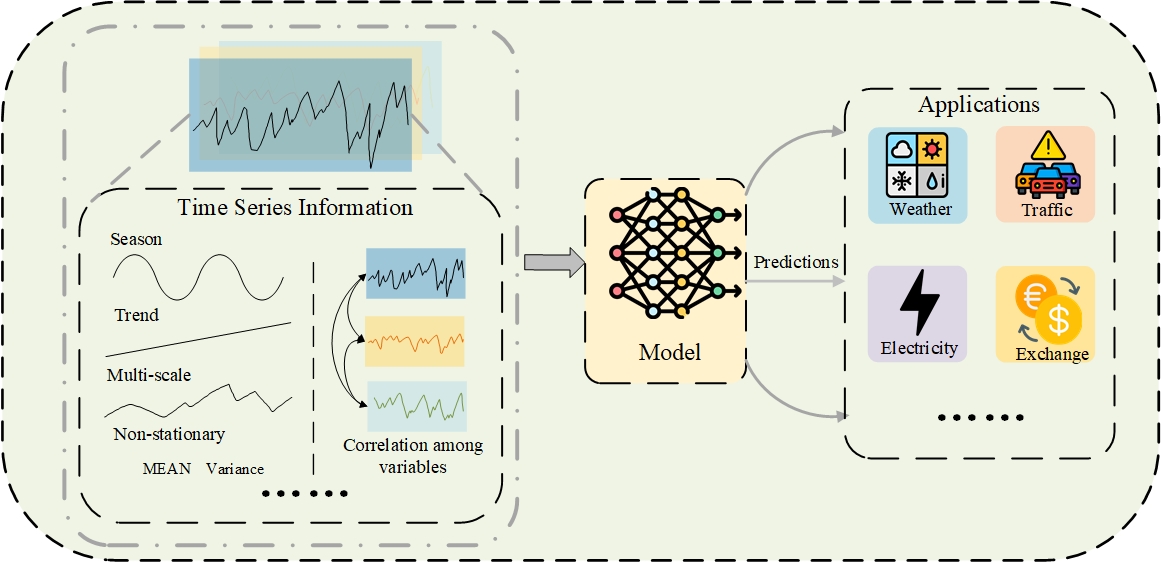 Time Series Information
Season
Trend
Multi-scale
Non-stationary
MEAN Variance
Correlation among
variables
Model
Predictions
Applications
Weather
Traffic
Electricity
Exchange